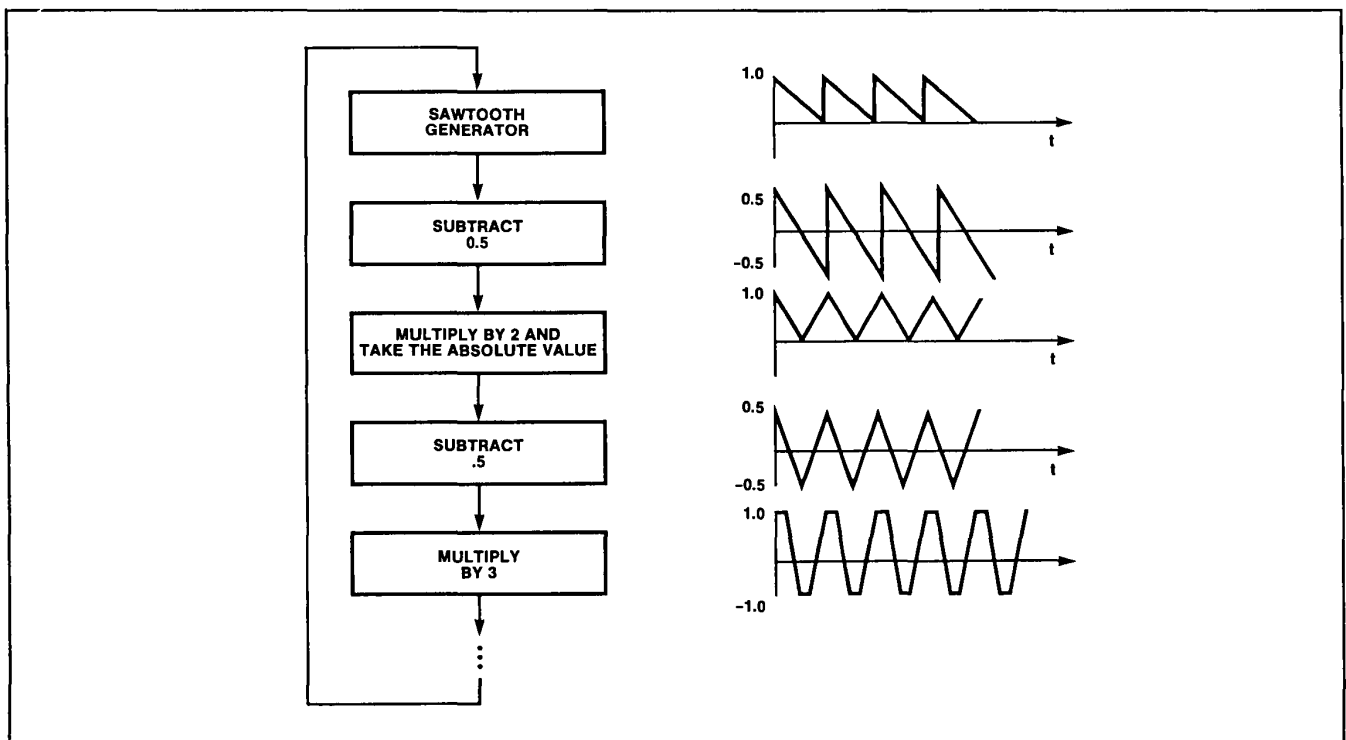 SAWTOOTH
GENERATOR
SUBTRACT
0.5
MULTIPLY BY 2 AND
TAKE THE ABSOLUTE VALUE
SUBTRACT
.5
MULTIPLY
BY 3
1.0
t
0.5
-0.5
t
1.0
t
0.5
-0.5
t
1.0
-1.0